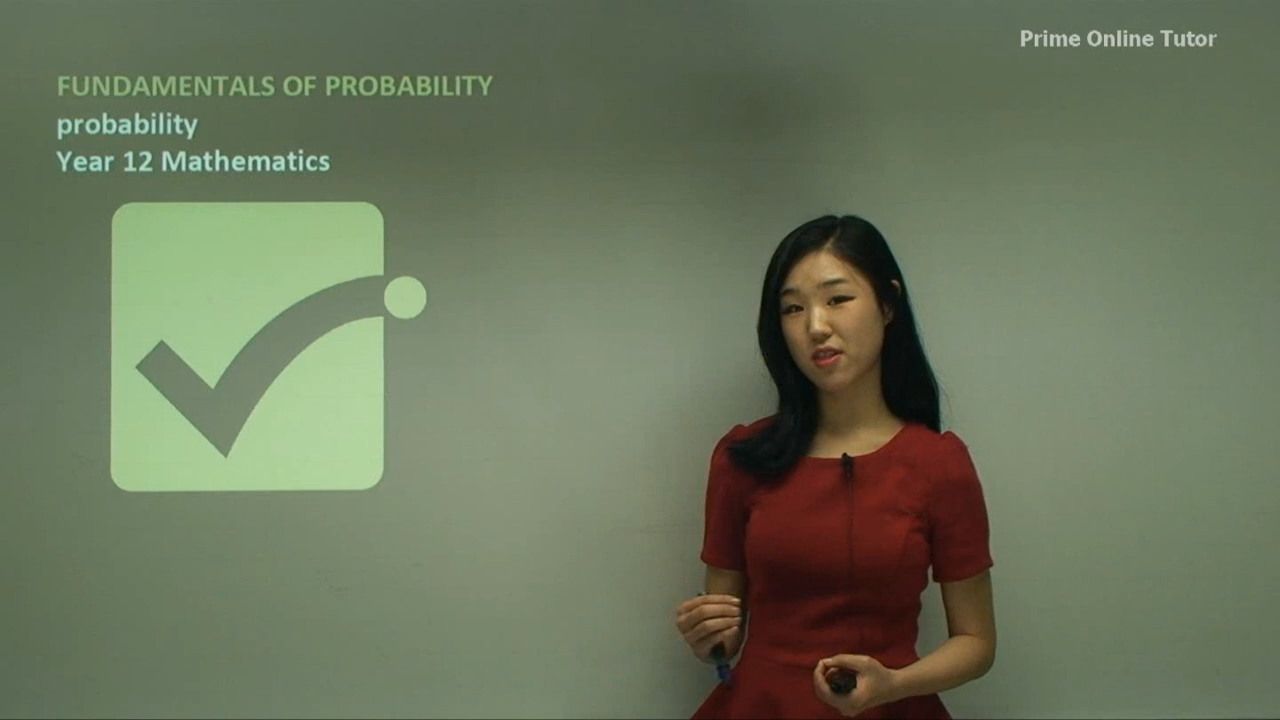 Prime Online Tutor
FUNDAMENTALS OF PROBABILITY
probability
Year 12 Mathematics